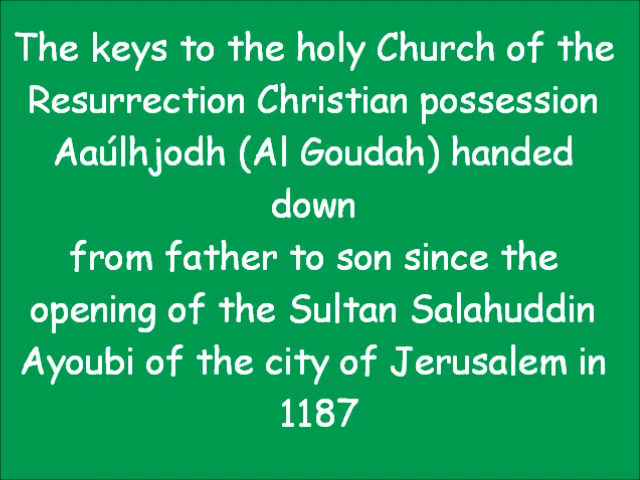 The keys to the holy Church of the
Resurrection Christian possession
Aaúlhjodh (Al Goudah) handed
down
from father to son since the
opening of the Sultan Salahuddin
Ayoubi of the city of Jerusalem in
1187